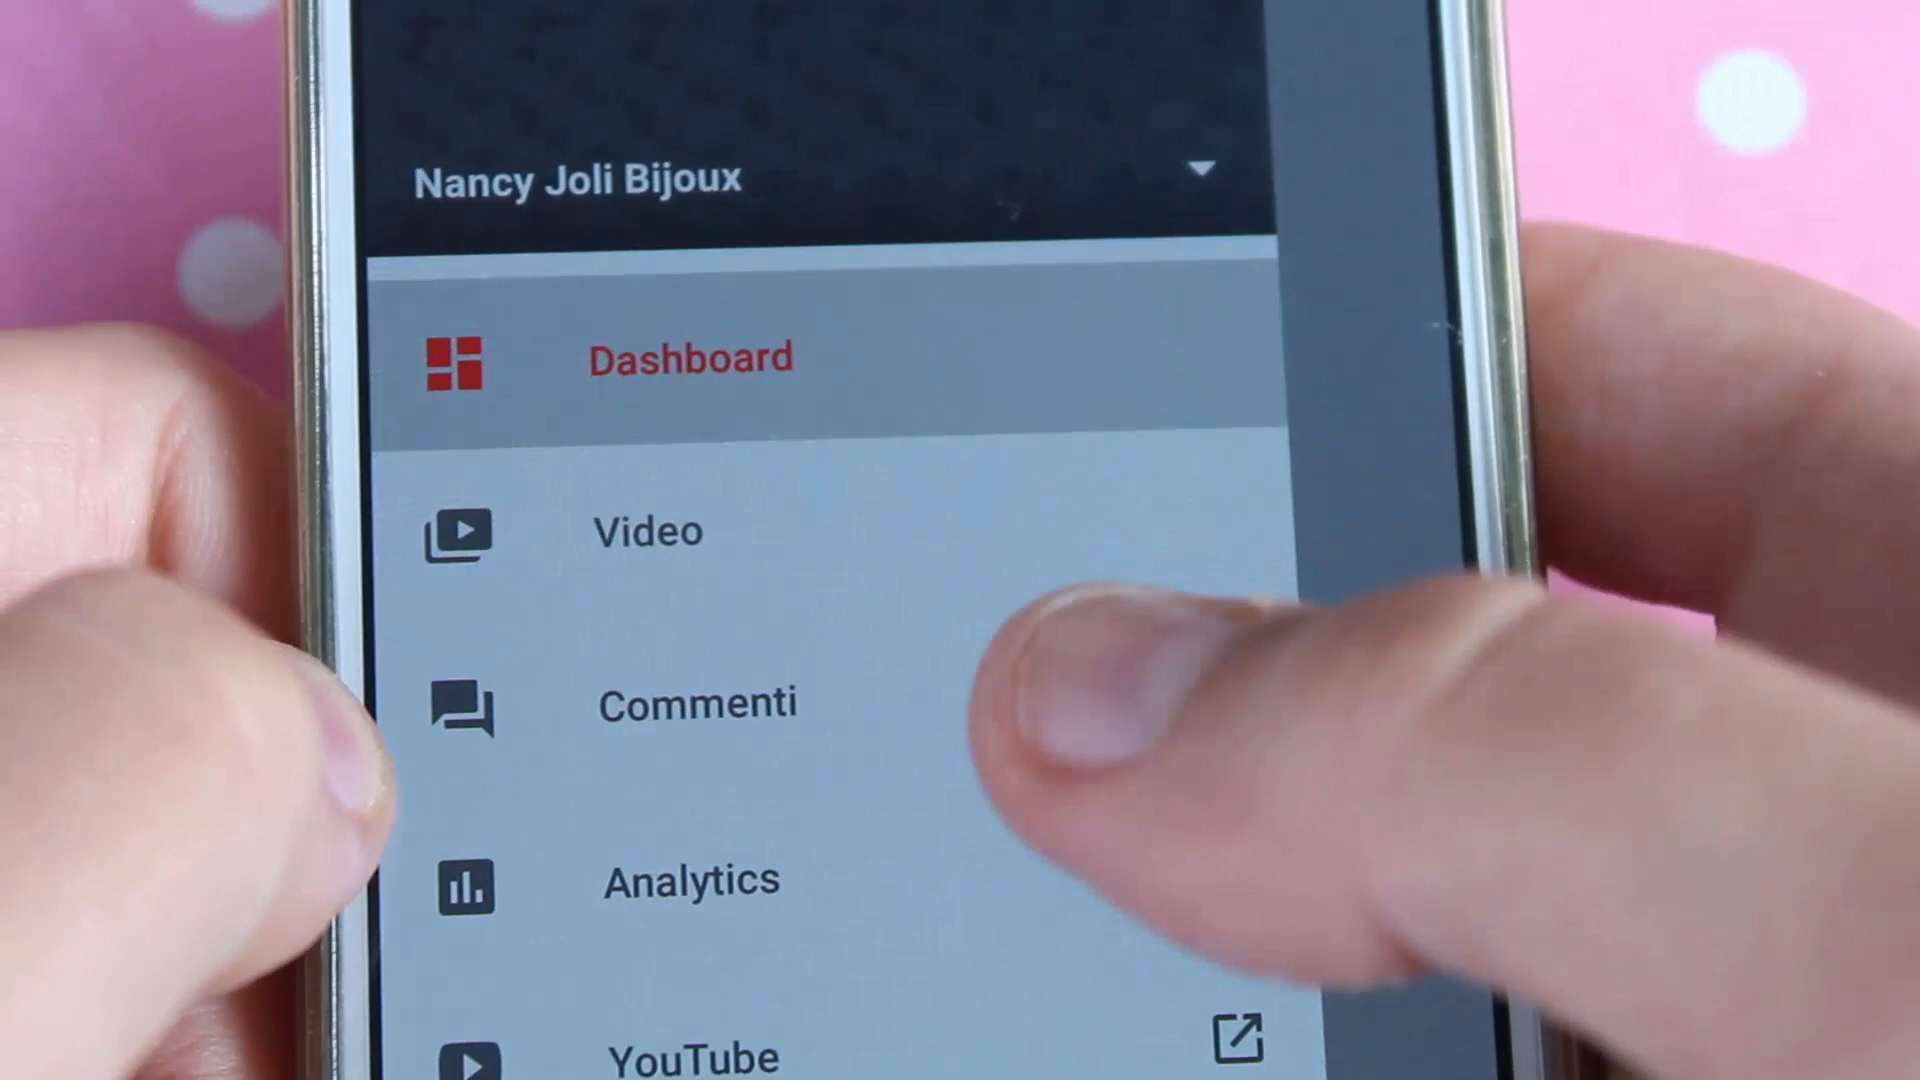 Nancy Joli Bijoux
Dashboard
Video
Commenti
Analytics
YouTube